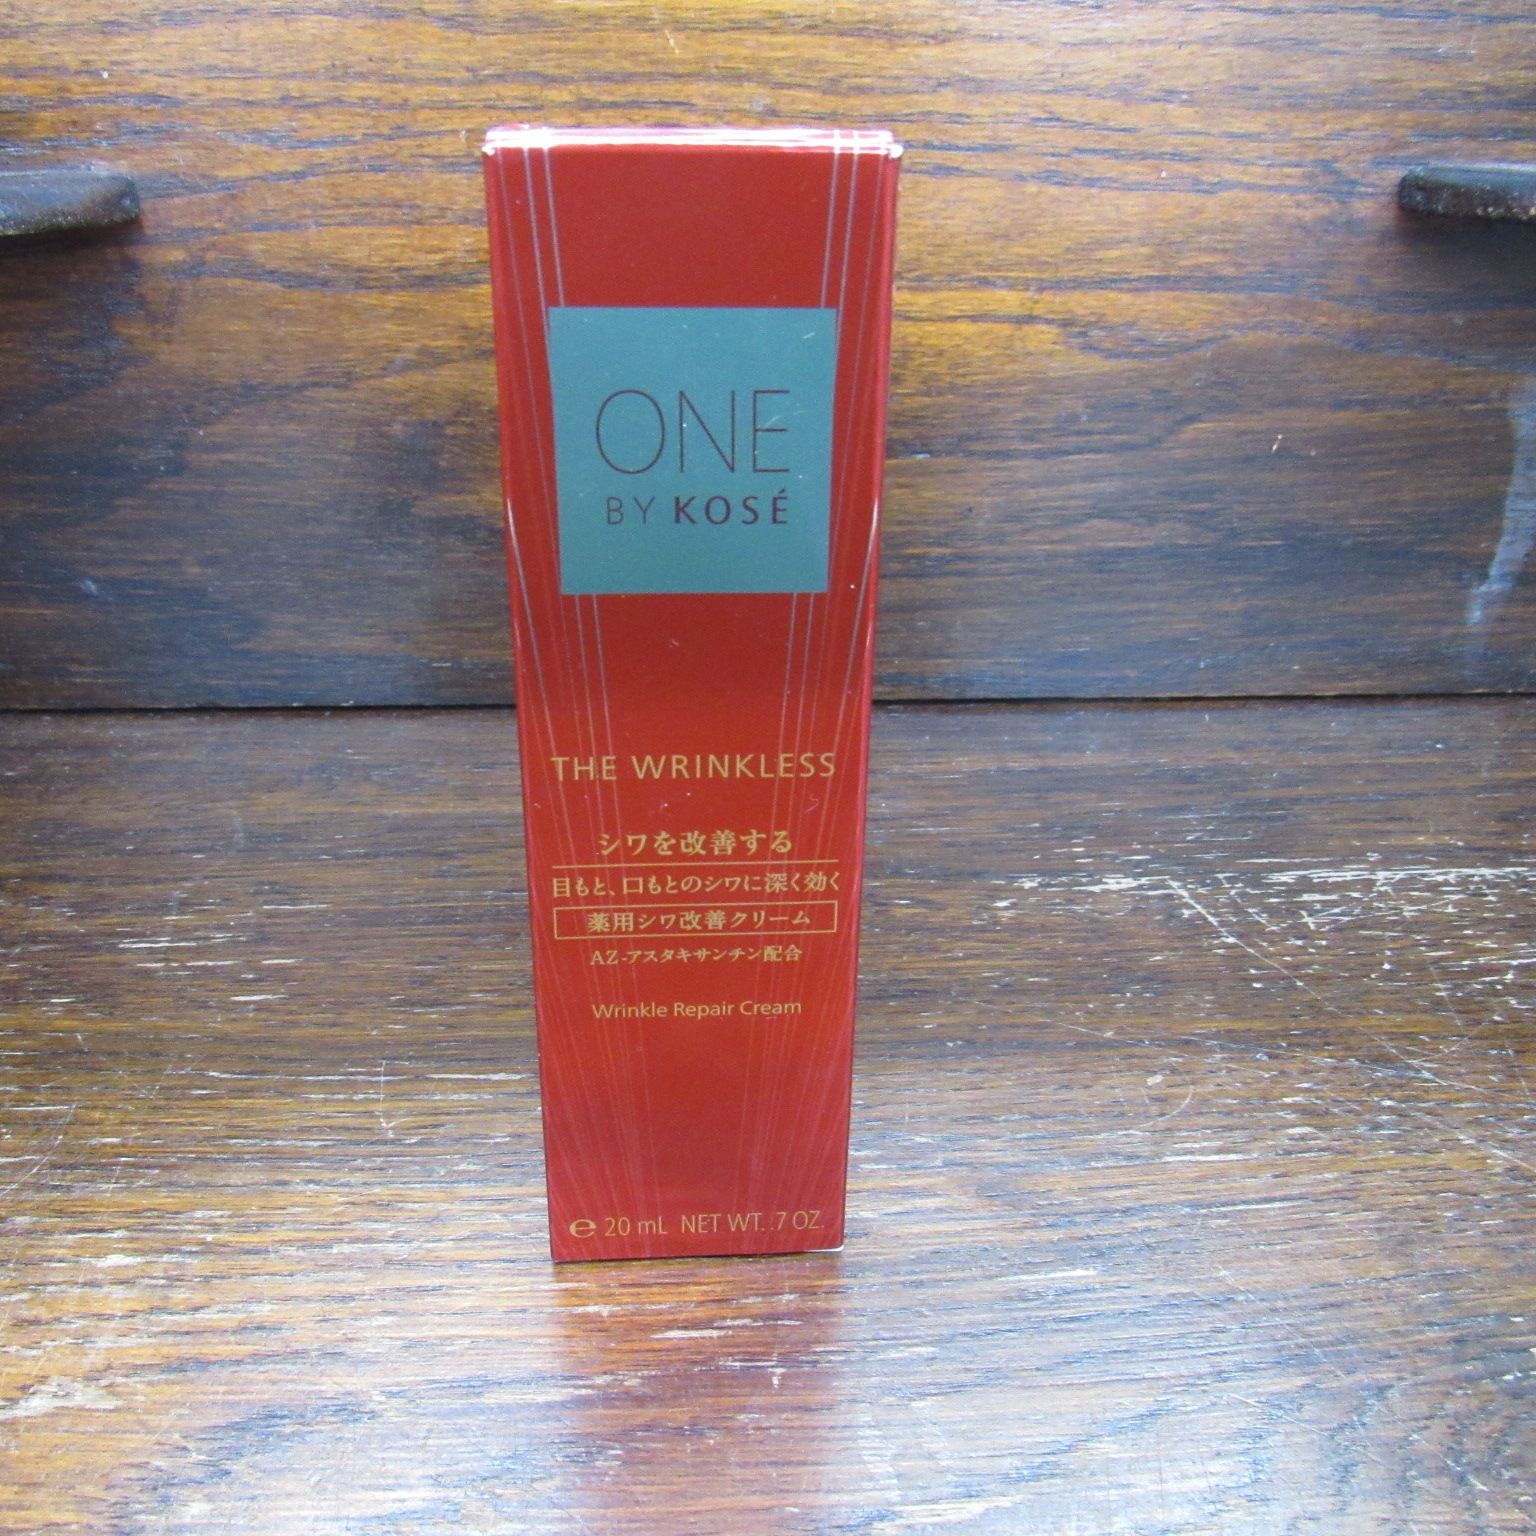 ONE
BY KOSÉ
THE WRINKLESS
シワを改善する
目もと、口もとのシワに深く効く
薬用シワ改善クリーム
AZ-アスタキサンチン配合
Wrinkle Repair Cream
℮ 20 mL NET WT. .7 OZ.